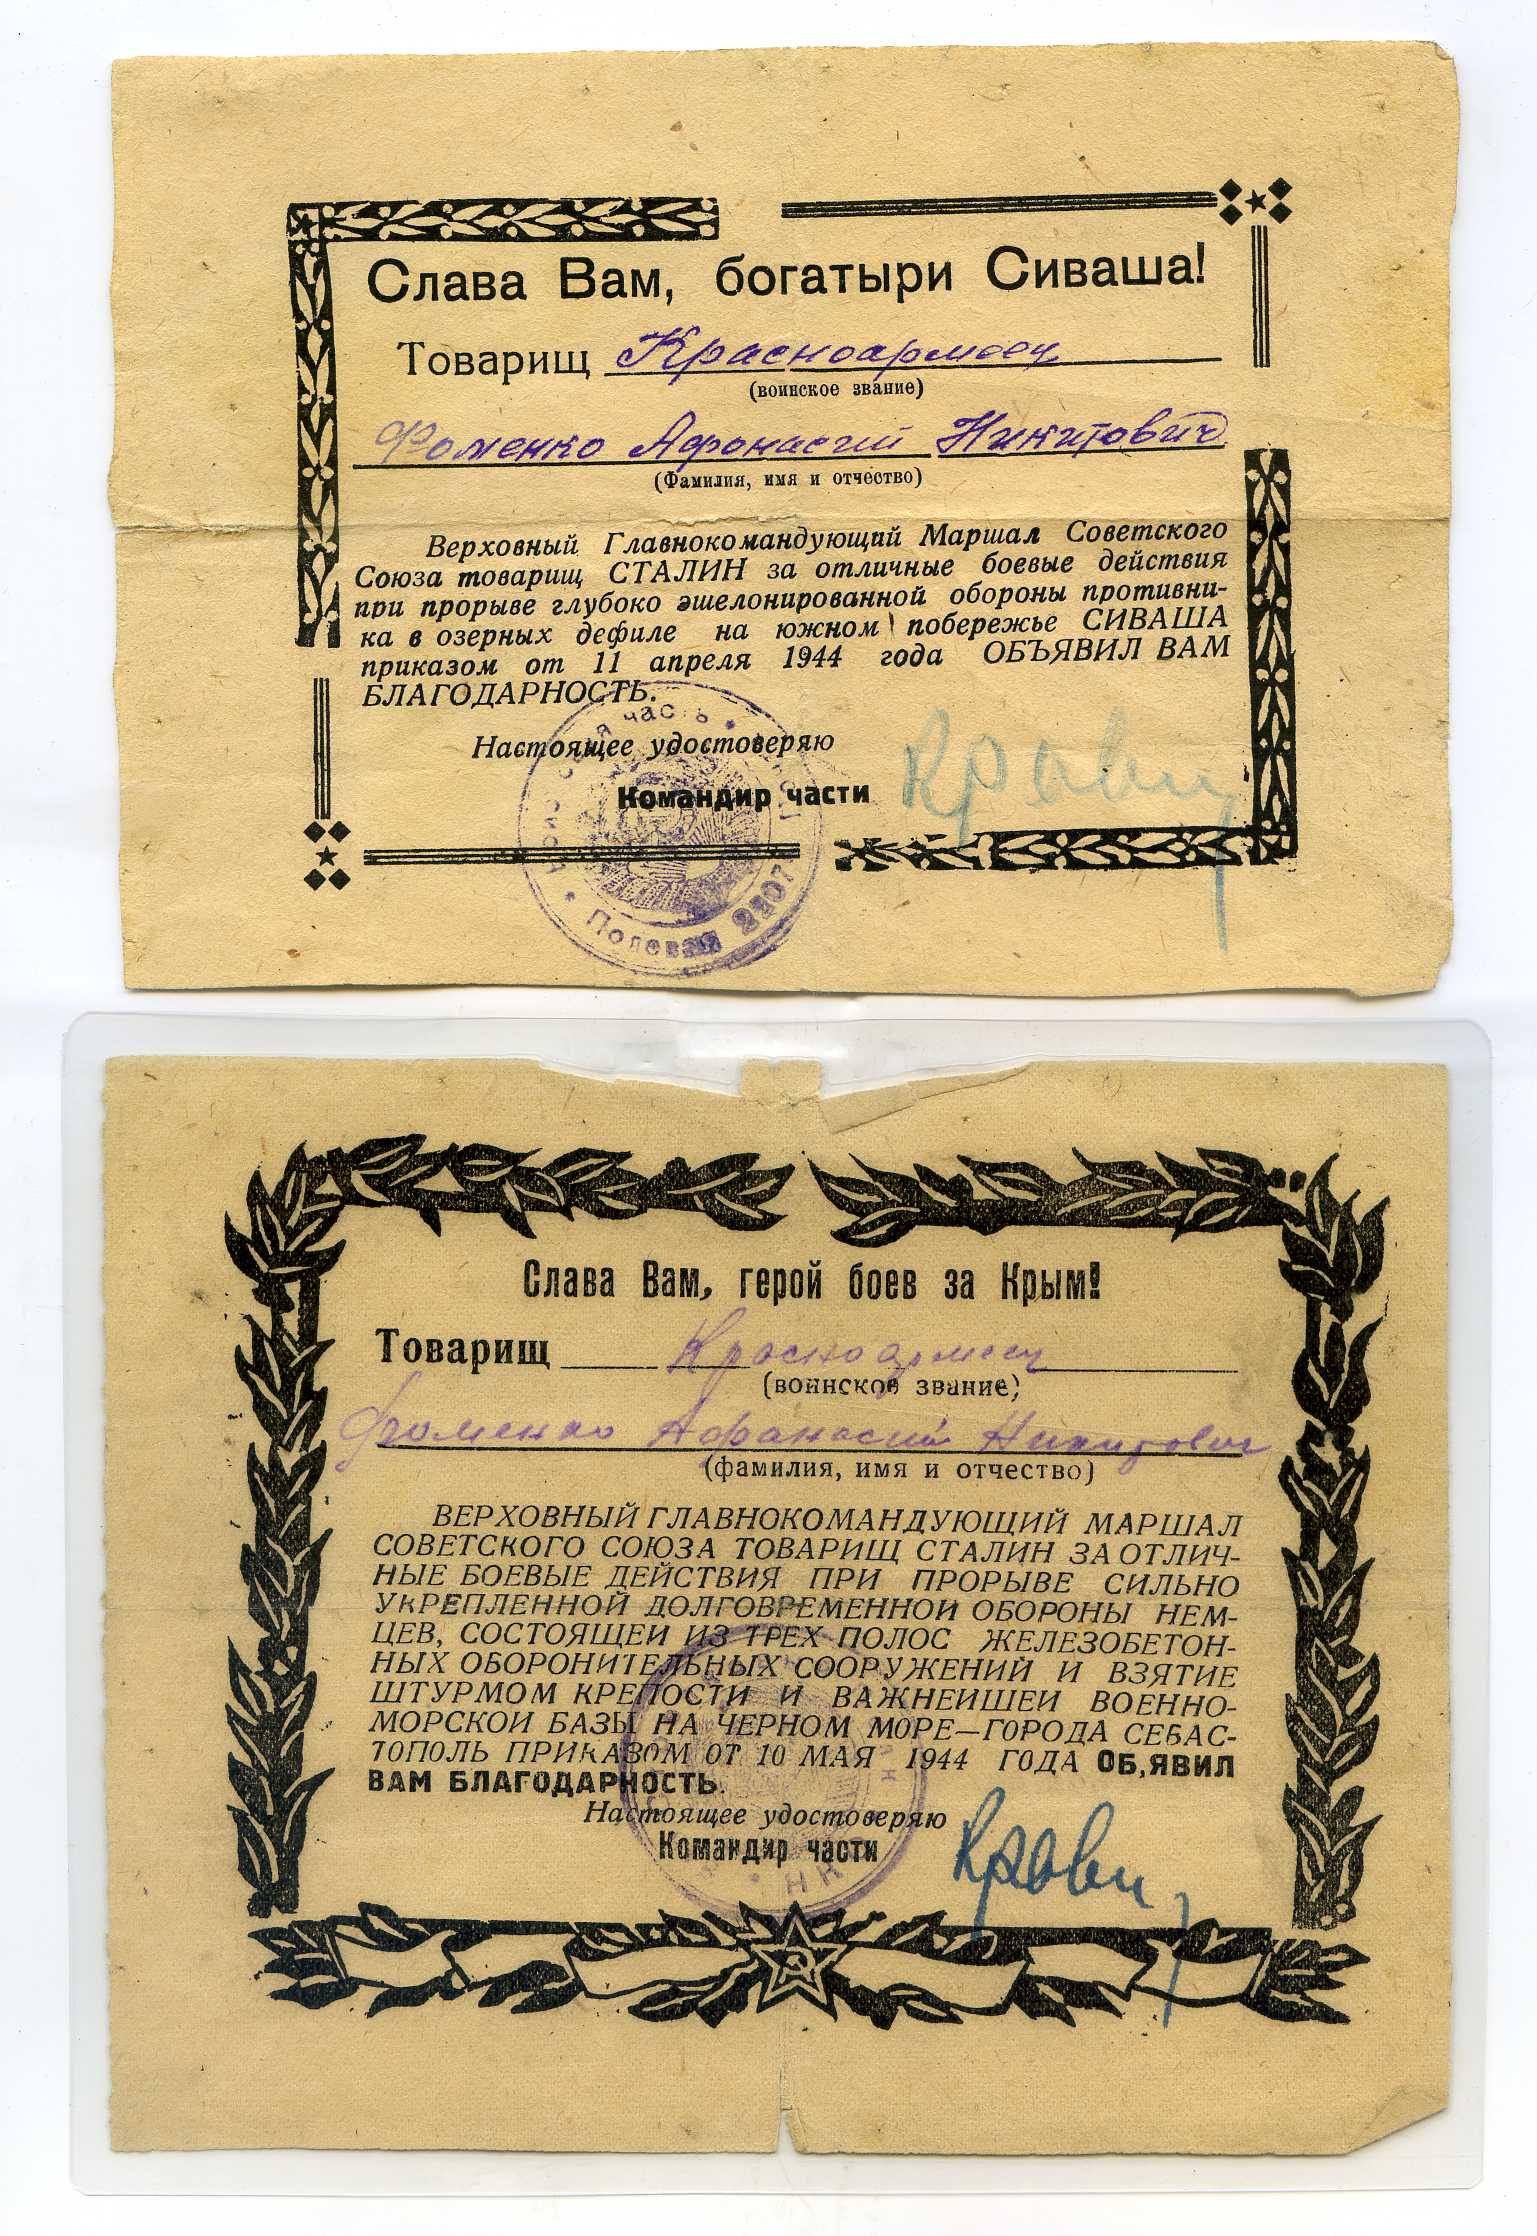 Слава Вам, богатыри Сиваша!
Товарищ Красноармеец
(воинское звание)
Фоменко Афонасий Никитович
(Фамилия, имя и отчество)
Верховный Главнокомандующий Маршал Советского
Союза товарищ СТАЛИН за отличные боевые действия
при прорыве глубоко эшелонированной обороны противни-
ка в озерных дефиле на южном побережье СИВАША
приказом от 11 апреля 1944 года ОБЪЯВИЛ ВАМ
БЛАГОДАРНОСТЬ.
Настоящее удостоверяю
Командир части
часть
Полевая
Слава Вам, герой боев за Крым!
Товарищ Красноармеец
(воинское звание)
Фоменко Афанасий Никитович
(фамилия, имя и отчество)
ВЕРХОВНЫЙ ГЛАВНОКОМАНДУЮЩИЙ МАРШАЛ
СОВЕТСКОГО СОЮЗА ТОВАРИЩ СТАЛИН ЗА ОТЛИЧ-
НЫЕ БОЕВЫЕ ДЕЙСТВИЯ ПРИ ПРОРЫВЕ СИЛЬНО
УКРЕПЛЕННОЙ ДОЛГОВРЕМЕННОЙ ОБОРОНЫ НЕМ-
ЦЕВ, СОСТОЯЩЕЙ ИЗ ТРЕХ ПОЛОС ЖЕЛЕЗОБЕТОН-
НЫХ ОБОРОНИТЕЛЬНЫХ СООРУЖЕНИЙ И ВЗЯТИЕ
ШТУРМОМ КРЕПОСТИ И ВАЖНЕЙШЕЙ ВОЕННО-
МОРСКОЙ БАЗЫ НА ЧЕРНОМ МОРЕ—ГОРОДА СЕВАС-
ТОПОЛЬ ПРИКАЗОМ ОТ 10 МАЯ 1944 ГОДА ОБ,ЯВИЛ
ВАМ БЛАГОДАРНОСТЬ.
Настоящее удостоверяю
Командир части